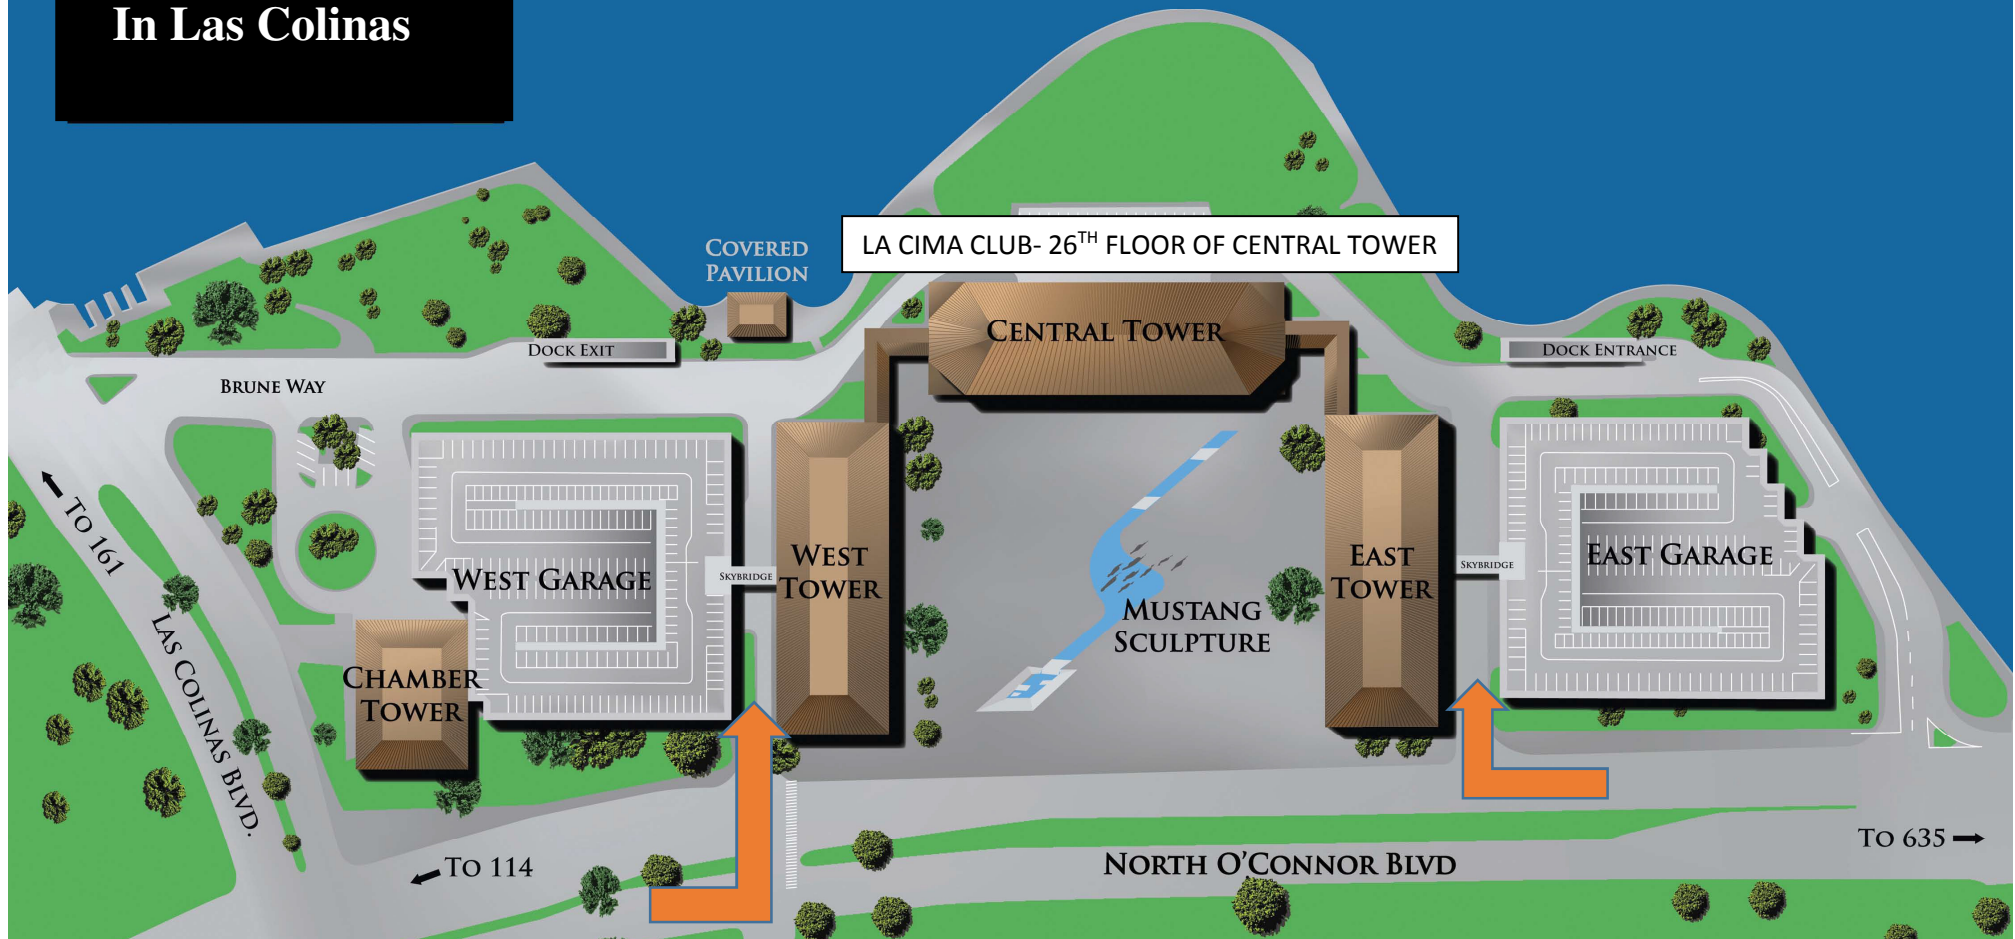 In Las Colinas
COVERED
PAVILION
LA CIMA CLUB- 26TH FLOOR OF CENTRAL TOWER
CENTRAL TOWER
DOCK EXIT
DOCK ENTRANCE
BRUNE WAY
TO 161
LAS COLINAS BLVD.
WEST GARAGE
SKYBRIDGE
WEST
TOWER
EAST
TOWER
SKYBRIDGE
EAST GARAGE
MUSTANG
SCULPTURE
CHAMBER
TOWER
TO 114
NORTH O'CONNOR BLVD
TO 635